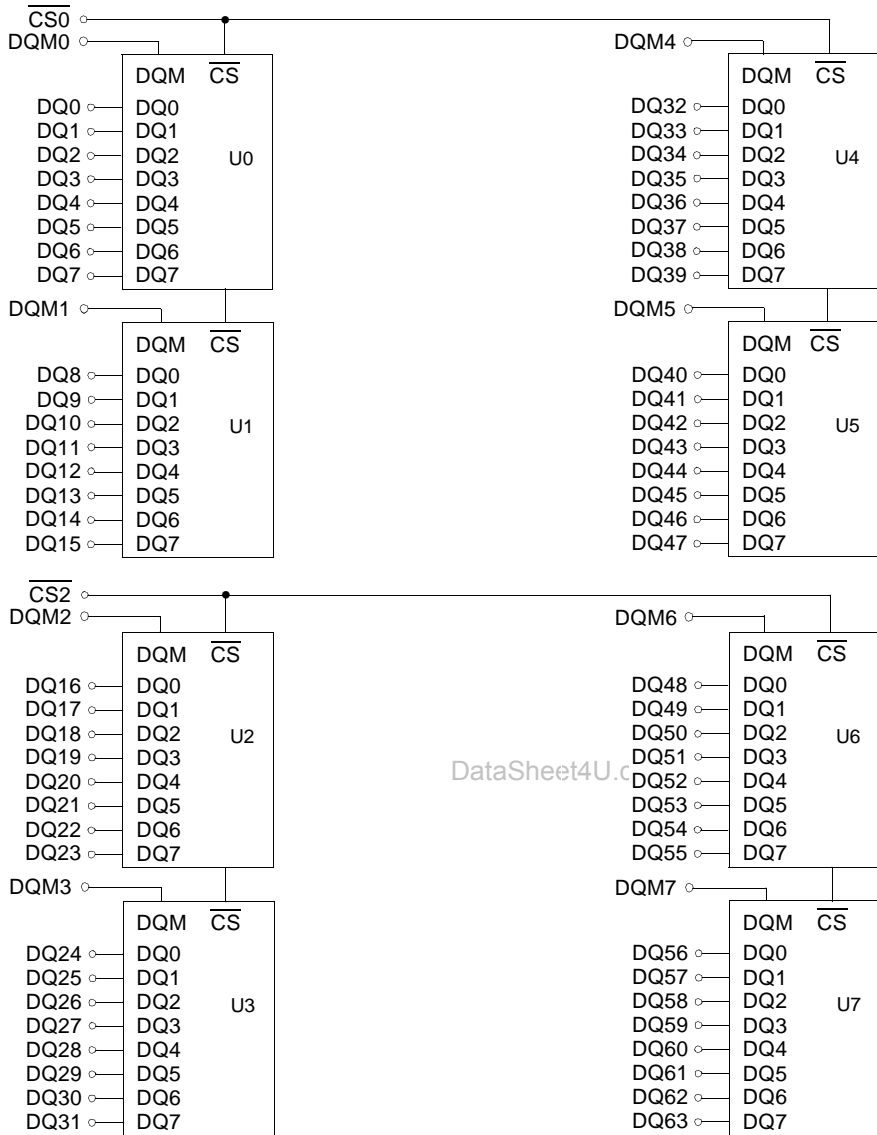 CS0
DQM0
DQM4
DQM CS
DQM CS
DQ0 DQ0
DQ1 DQ1
DQ2 DQ2
DQ3 DQ3
DQ4 DQ4
DQ5 DQ5
DQ6 DQ6
DQ7 DQ7
U0
DQ32 DQ0
DQ33 DQ1
DQ34 DQ2
DQ35 DQ3
DQ36 DQ4
DQ37 DQ5
DQ38 DQ6
DQ39 DQ7
U4
DQM1
DQM CS
DQ8 DQ0
DQ9 DQ1
DQ10 DQ2
DQ11 DQ3
DQ12 DQ4
DQ13 DQ5
DQ14 DQ6
DQ15 DQ7
U1
DQM5
DQM CS
DQ40 DQ0
DQ41 DQ1
DQ42 DQ2
DQ43 DQ3
DQ44 DQ4
DQ45 DQ5
DQ46 DQ6
DQ47 DQ7
U5
CS2
DQM2
DQM CS
DQ16 DQ0
DQ17 DQ1
DQ18 DQ2
DQ19 DQ3
DQ20 DQ4
DQ21 DQ5
DQ22 DQ6
DQ23 DQ7
U2
DQM6
DQM CS
DQ48 DQ0
DQ49 DQ1
DQ50 DQ2
DQ51 DQ3
DQ52 DQ4
DQ53 DQ5
DQ54 DQ6
DQ55 DQ7
U6
DataSheet4U.c
DQM3
DQM CS
DQ24 DQ0
DQ25 DQ1
DQ26 DQ2
DQ27 DQ3
DQ28 DQ4
DQ29 DQ5
DQ30 DQ6
DQ31 DQ7
U3
DQM7
DQM CS
DQ56 DQ0
DQ57 DQ1
DQ58 DQ2
DQ59 DQ3
DQ60 DQ4
DQ61 DQ5
DQ62 DQ6
DQ63 DQ7
U7